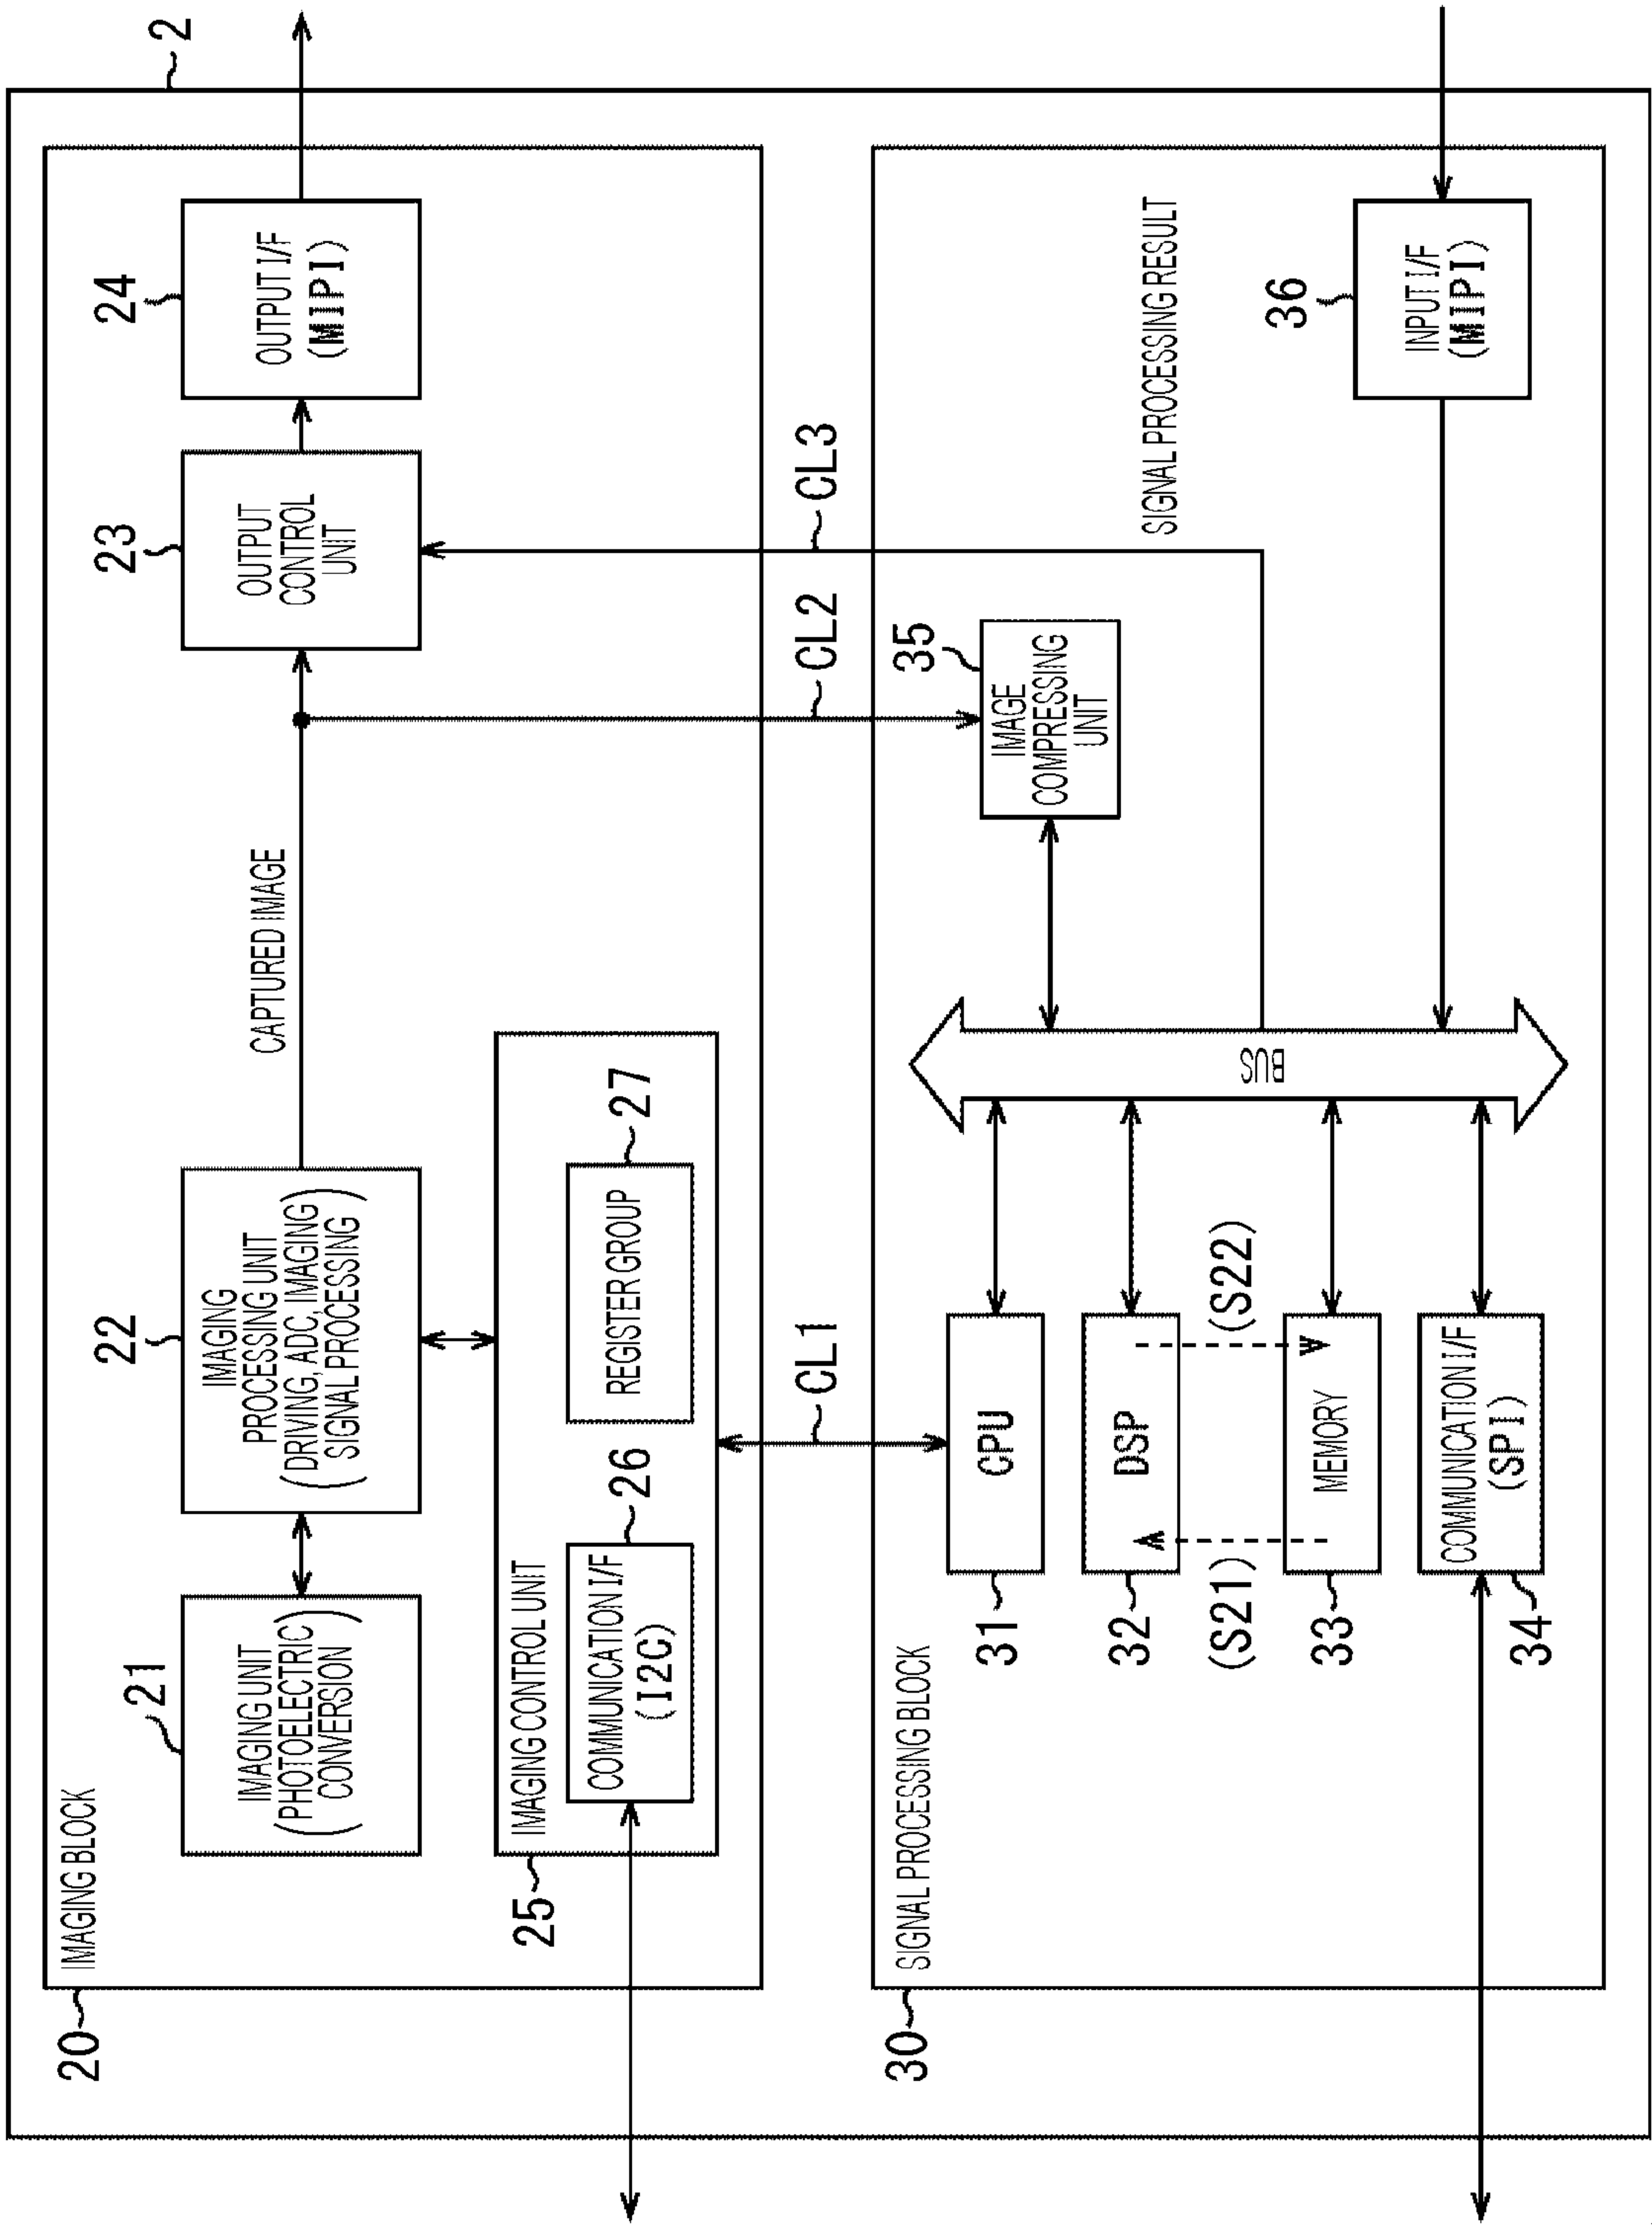 2
20
IMAGING BLOCK
21
IMAGING UNIT
(PHOTOELECTRIC
CONVERSION)
22
IMAGING
PROCESSING UNIT
(DRIVING, ADC, IMAGING
SIGNAL PROCESSING)
CAPTURED IMAGE
23
OUTPUT
CONTROL
UNIT
24
OUTPUT I/F
(MIPI)
25
IMAGING CONTROL UNIT
26
COMMUNICATION I/F
(I2C)
27
REGISTER GROUP
CL1
CL2
CL3
30
SIGNAL PROCESSING BLOCK
31
CPU
32
DSP
(S21)
(S22)
33
MEMORY
34
COMMUNICATION I/F
(SPI)
BUS
35
IMAGE
COMPRESSING
UNIT
SIGNAL PROCESSING RESULT
36
INPUT I/F
(MIPI)